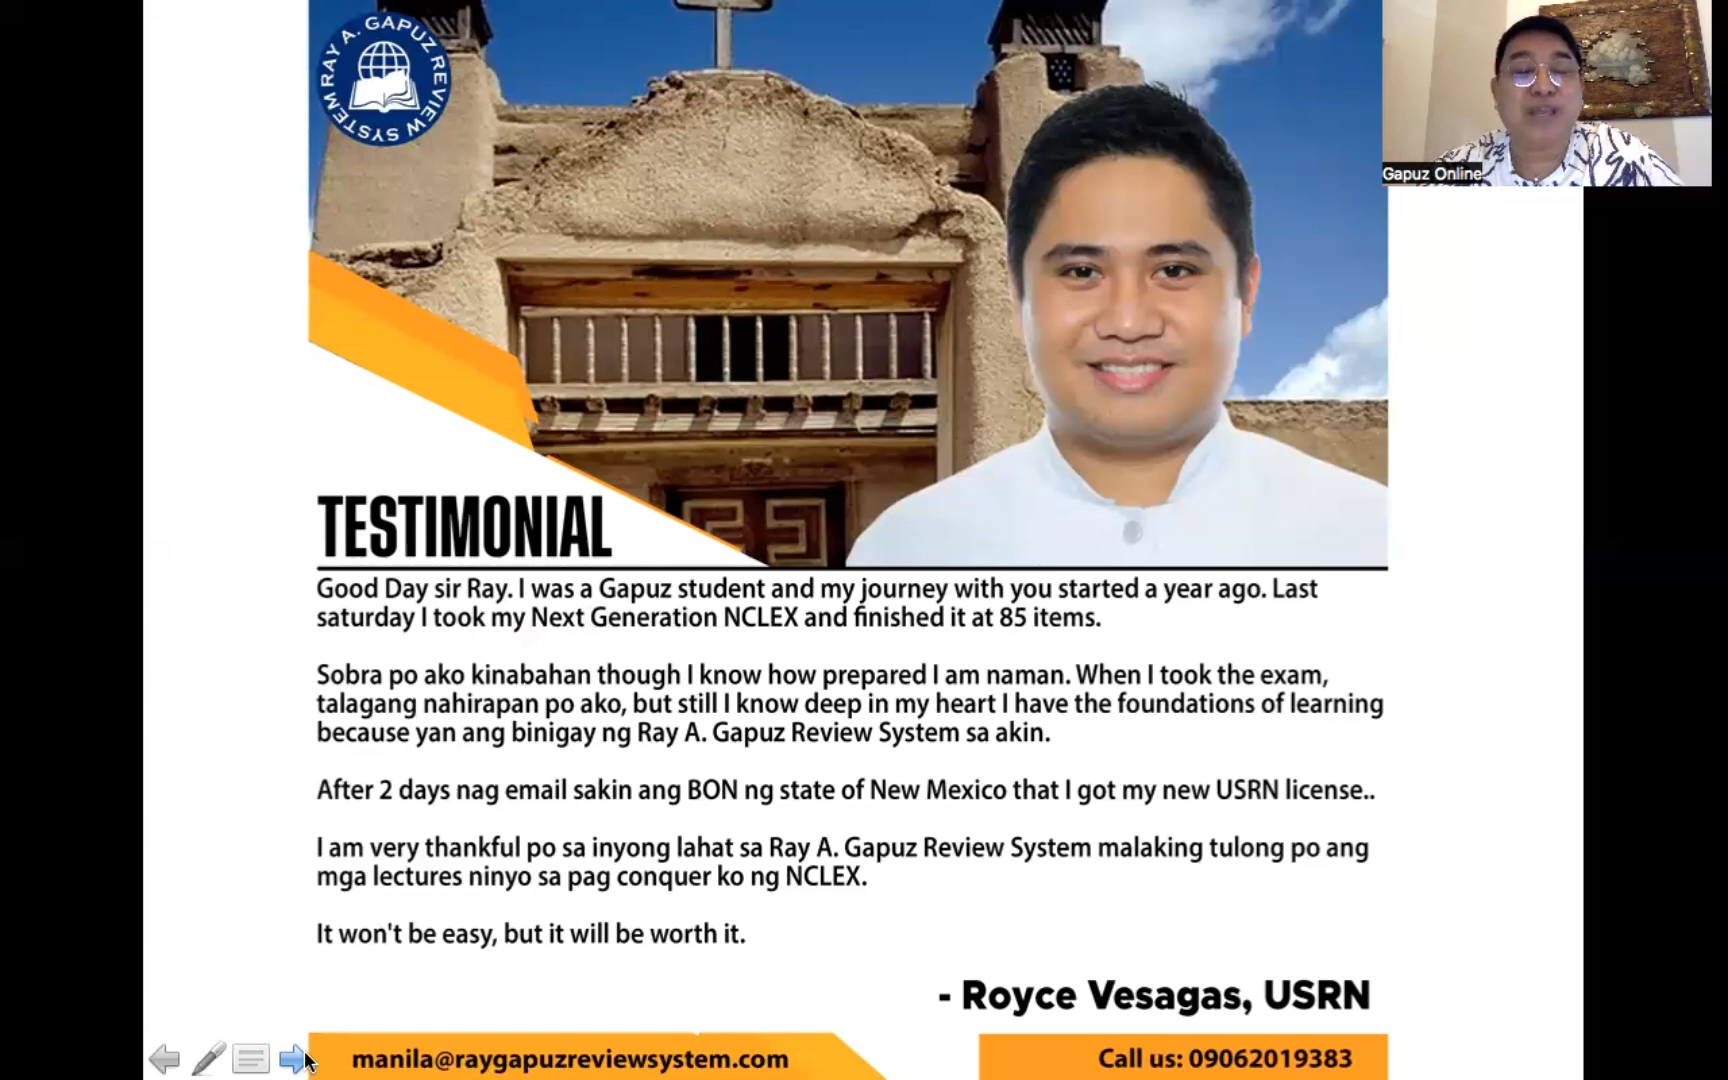 RAY A. GAPUZ REVIEW SYSTEM
Gapuz Online
TESTIMONIAL
Good Day sir Ray. I was a Gapuz student and my journey with you started a year ago. Last
saturday I took my Next Generation NCLEX and finished it at 85 items.
Sobra po ako kinabahan though I know how prepared I am naman. When I took the exam,
talagang nahirapan po ako, but still I know deep in my heart I have the foundations of learning
because yan ang binigay ng Ray A. Gapuz Review System sa akin.
After 2 days nag email sakin ang BON ng state of New Mexico that I got my new USRN license..
I am very thankful po sa inyong lahat sa Ray A. Gapuz Review System malaking tulong po ang
mga lectures ninyo sa pag conquer ko ng NCLEX.
It won't be easy, but it will be worth it.
- Royce Vesagas, USRN
manila@raygapuzreviewsystem.com
Call us: 09062019383